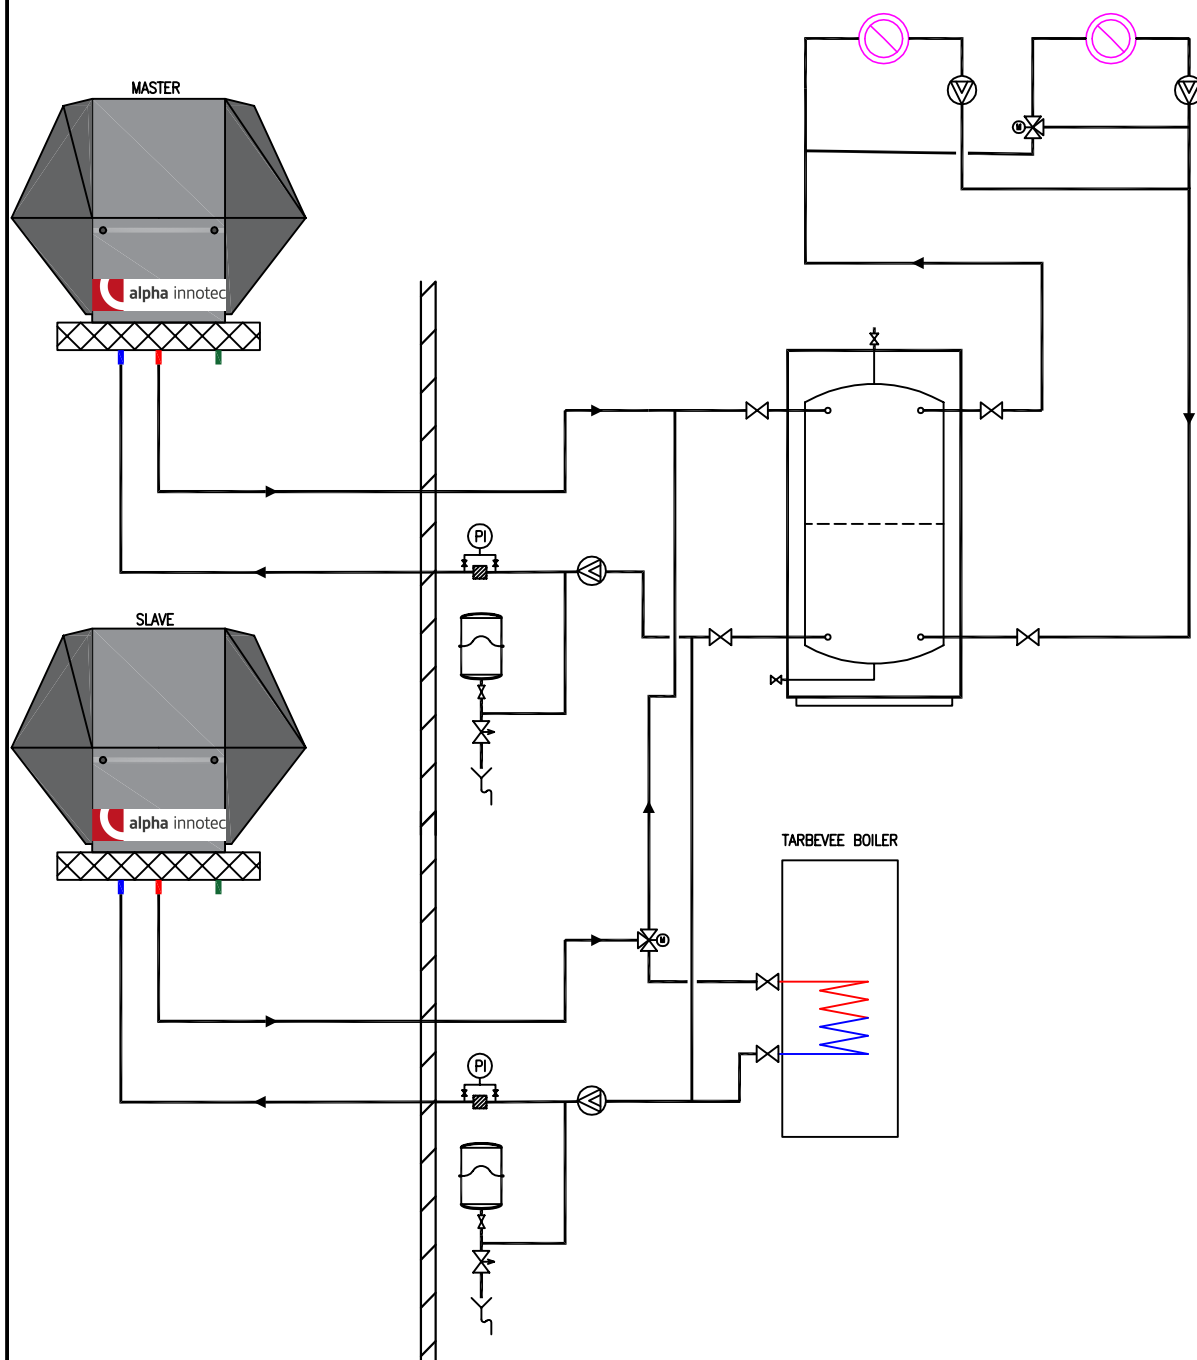 MASTER
alpha innotec
PI
SLAVE
alpha innotec
TARBEVEE BOILER
PI
M
M